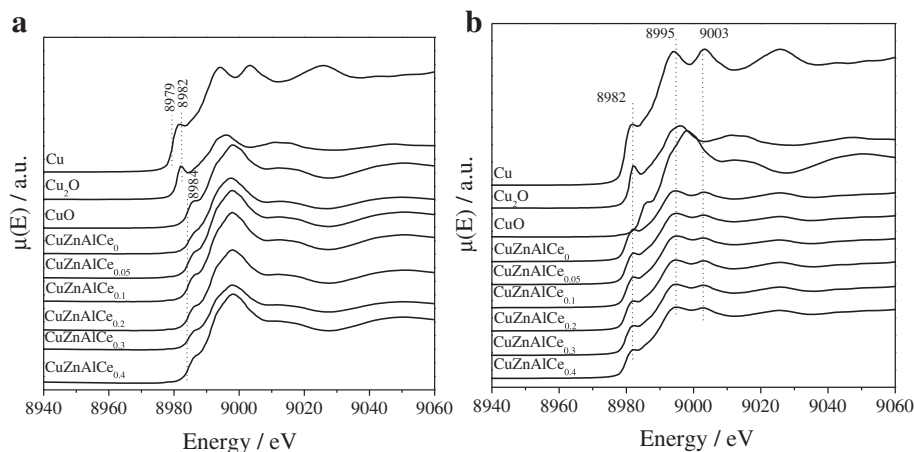 a
8979
8982
8984
Cu
Cu₂O
CuO
CuZnAlCe₀
CuZnAlCe₀.₀₅
CuZnAlCe₀.₁
CuZnAlCe₀.₂
CuZnAlCe₀.₃
CuZnAlCe₀.₄
μ(E) / a.u.
8940 8960 8980 9000 9020 9040 9060
Energy / eV
b
8995 9003
8982
Cu
Cu₂O
CuO
CuZnAlCe₀
CuZnAlCe₀.₀₅
CuZnAlCe₀.₁
CuZnAlCe₀.₂
CuZnAlCe₀.₃
CuZnAlCe₀.₄
μ(E) / a.u.
8940 8960 8980 9000 9020 9040 9060
Energy / eV